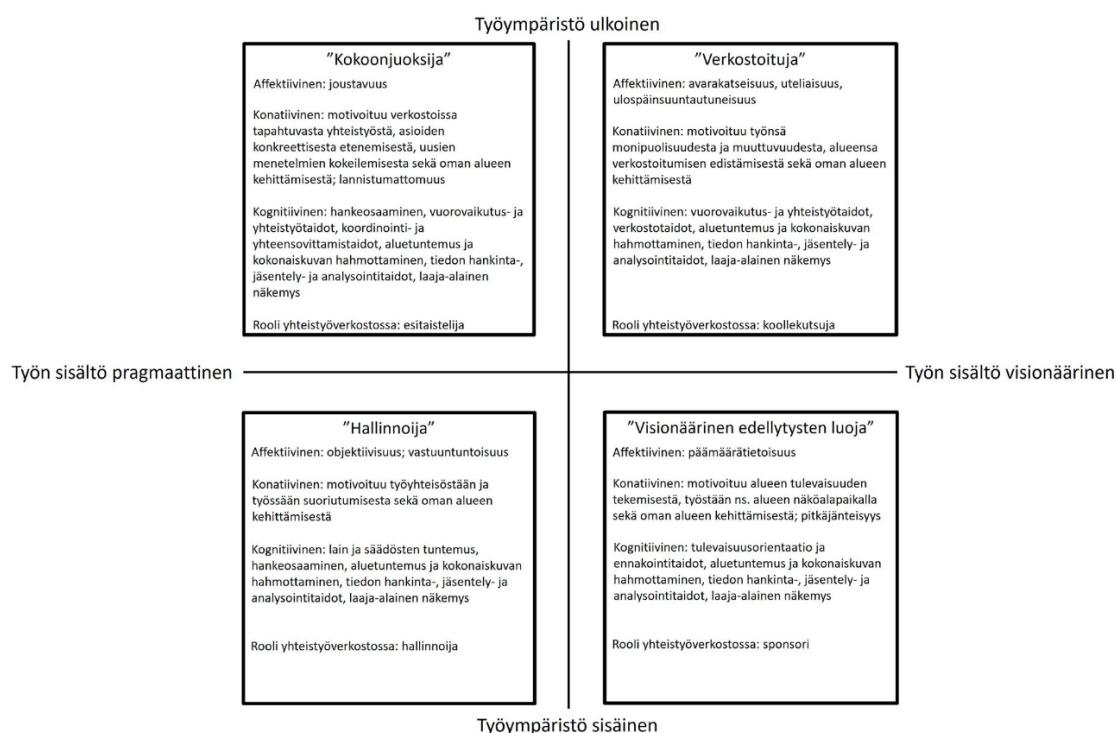 Työympäristö ulkoinen
”Kokoonjuoksija”
Affektiivinen: joustavuus
Konatiivinen: motivoituu verkostoissa
tapahtuvasta yhteistyöstä, asioiden
konkreettisesta etenemisestä, uusien
menetelmien kokeilemisesta sekä oman alueen
kehittämisestä; lannistumattomuus
Kognitiivinen: hankeosaaminen, vuorovaikutus- ja
yhteistyötaidot, koordinointi- ja
yhteensovittamistaidot, aluetuntemus ja
kokonaiskuvan hahmottaminen, tiedon hankinta-,
jäsentely- ja analysointitaidot, laaja-alainen
näkemys
Rooli yhteistyöverkostossa: esitaistelija
”Verkostoituja”
Affektiivinen: avarakatseisuus, uteliaisuus,
ulospäinsuuntautuneisuus
Konatiivinen: motivoituu työnsä
monipuolisuudesta ja muuttuvuudesta, alueensa
verkostoitumisen edistämisestä sekä oman alueen
kehittämisestä
Kognitiivinen: vuorovaikutus- ja yhteistyötaidot,
verkostotaidot, aluetuntemus ja kokonaiskuvan
hahmottaminen, tiedon hankinta-, jäsentely- ja
analysointitaidot, laaja-alainen näkemys
Rooli yhteistyöverkostossa: koollekutsuja
Työn sisältö pragmaattinen
Työn sisältö visionäärinen
”Hallinnoija”
Affektiivinen: objektiivisuus; vastuuntuntoisuus
Konatiivinen: motivoituu työyhteisöstään ja
työssään suoriutumisesta sekä oman alueen
kehittämisestä
Kognitiivinen: lain ja säädösten tuntemus,
hankeosaaminen, aluetuntemus ja kokonaiskuvan
hahmottaminen, tiedon hankinta-, jäsentely- ja
analysointitaidot, laaja-alainen näkemys
Rooli yhteistyöverkostossa: hallinnoija
”Visionäärinen edellytysten luoja”
Affektiivinen: päämäärätietoisuus
Konatiivinen: motivoituu alueen tulevaisuuden
tekemisestä, työstään ns. alueen näköalapaikalla
sekä oman alueen kehittämisestä; pitkäjänteisyys
Kognitiivinen: tulevaisuusorientaatio ja
ennakointitaidot, aluetuntemus ja kokonaiskuvan
hahmottaminen, tiedon hankinta-, jäsentely- ja
analysointitaidot, laaja-alainen näkemys
Rooli yhteistyöverkostossa: sponsori
Työympäristö sisäinen